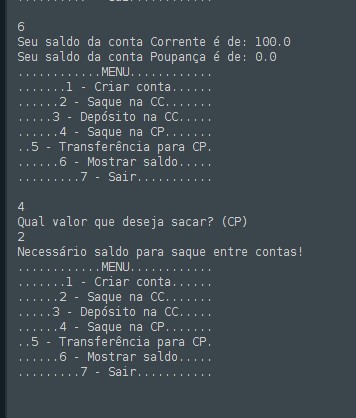 .........7 - Sair...........
6
Seu saldo da conta Corrente é de: 100.0
Seu saldo da conta Poupança é de: 0.0
............MENU............
.......1 - Criar conta......
......2 - Saque na CC.......
.....3 - Depósito na CC.....
......4 - Saque na CP.......
..5 - Transferência para CP.
......6 - Mostrar saldo.....
.........7 - Sair...........
4
Qual valor que deseja sacar? (CP)
2
Necessário saldo para saque entre contas!
............MENU............
.......1 - Criar conta......
......2 - Saque na CC.......
.....3 - Depósito na CC.....
......4 - Saque na CP.......
..5 - Transferência para CP.
......6 - Mostrar saldo.....
.........7 - Sair...........